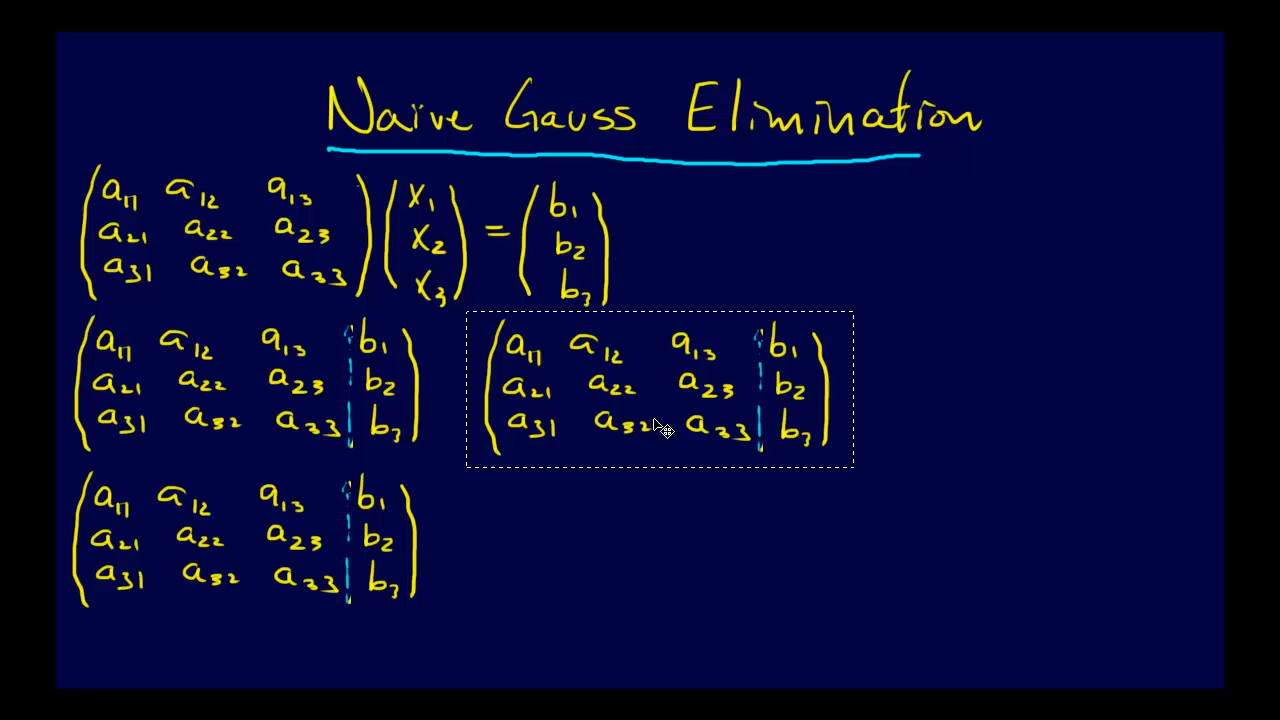 Naïve Gauss Elimination
a11 a12 a13 x1 b1
a21 a22 a23 x2 = b2
a31 a32 a33 x3 b3
a11 a12 a13 b1 a11 a12 a13 b1
a21 a22 a23 b2 a21 a22 a23 b2
a31 a32 a33 b3 a31 a32 a33 b3
a11 a12 a13 b1
a21 a22 a23 b2
a31 a32 a33 b3